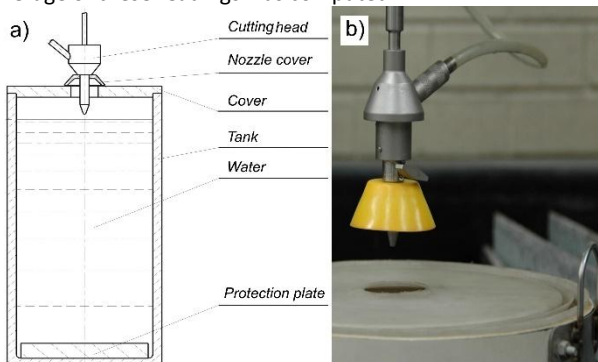 a)
b)
Cutting head
Nozzle cover
Cover
Tank
Water
Protection plate